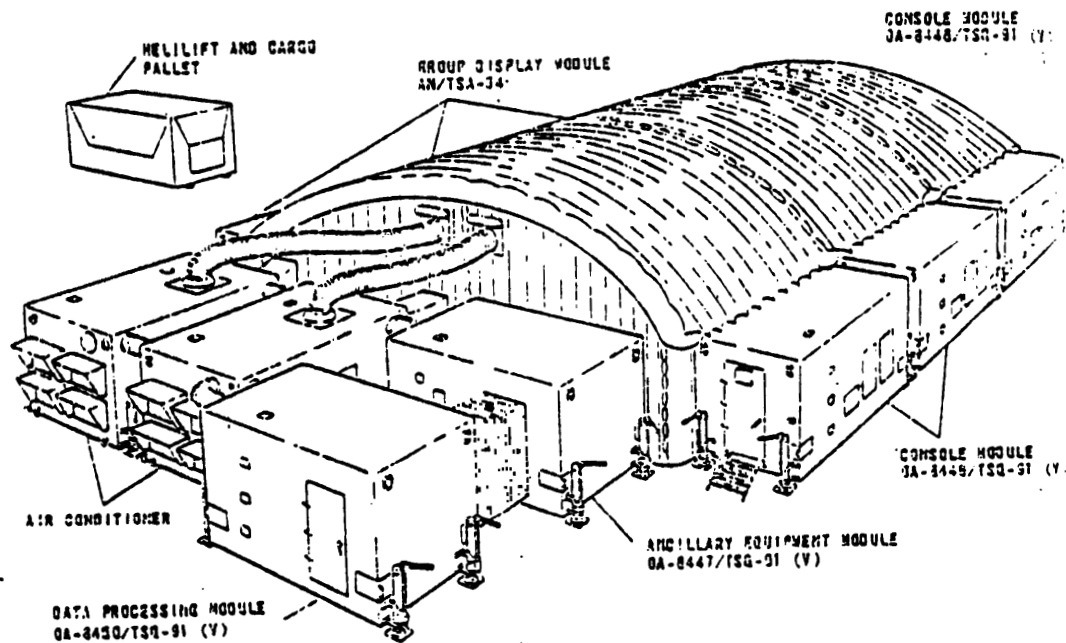 HELILIFT AND CARGO
PALLET
GROUP DISPLAY MODULE
AN/TSA-34
CONSOLE MODULE
OA-8448/TSQ-91 (V)
CONSOLE MODULE
OA-8449/TSQ-91 (V)
AIR CONDITIONER
ANCILLARY EQUIPMENT MODULE
OA-8447/TSQ-91 (V)
DATA PROCESSING MODULE
OA-8450/TSQ-91 (V)